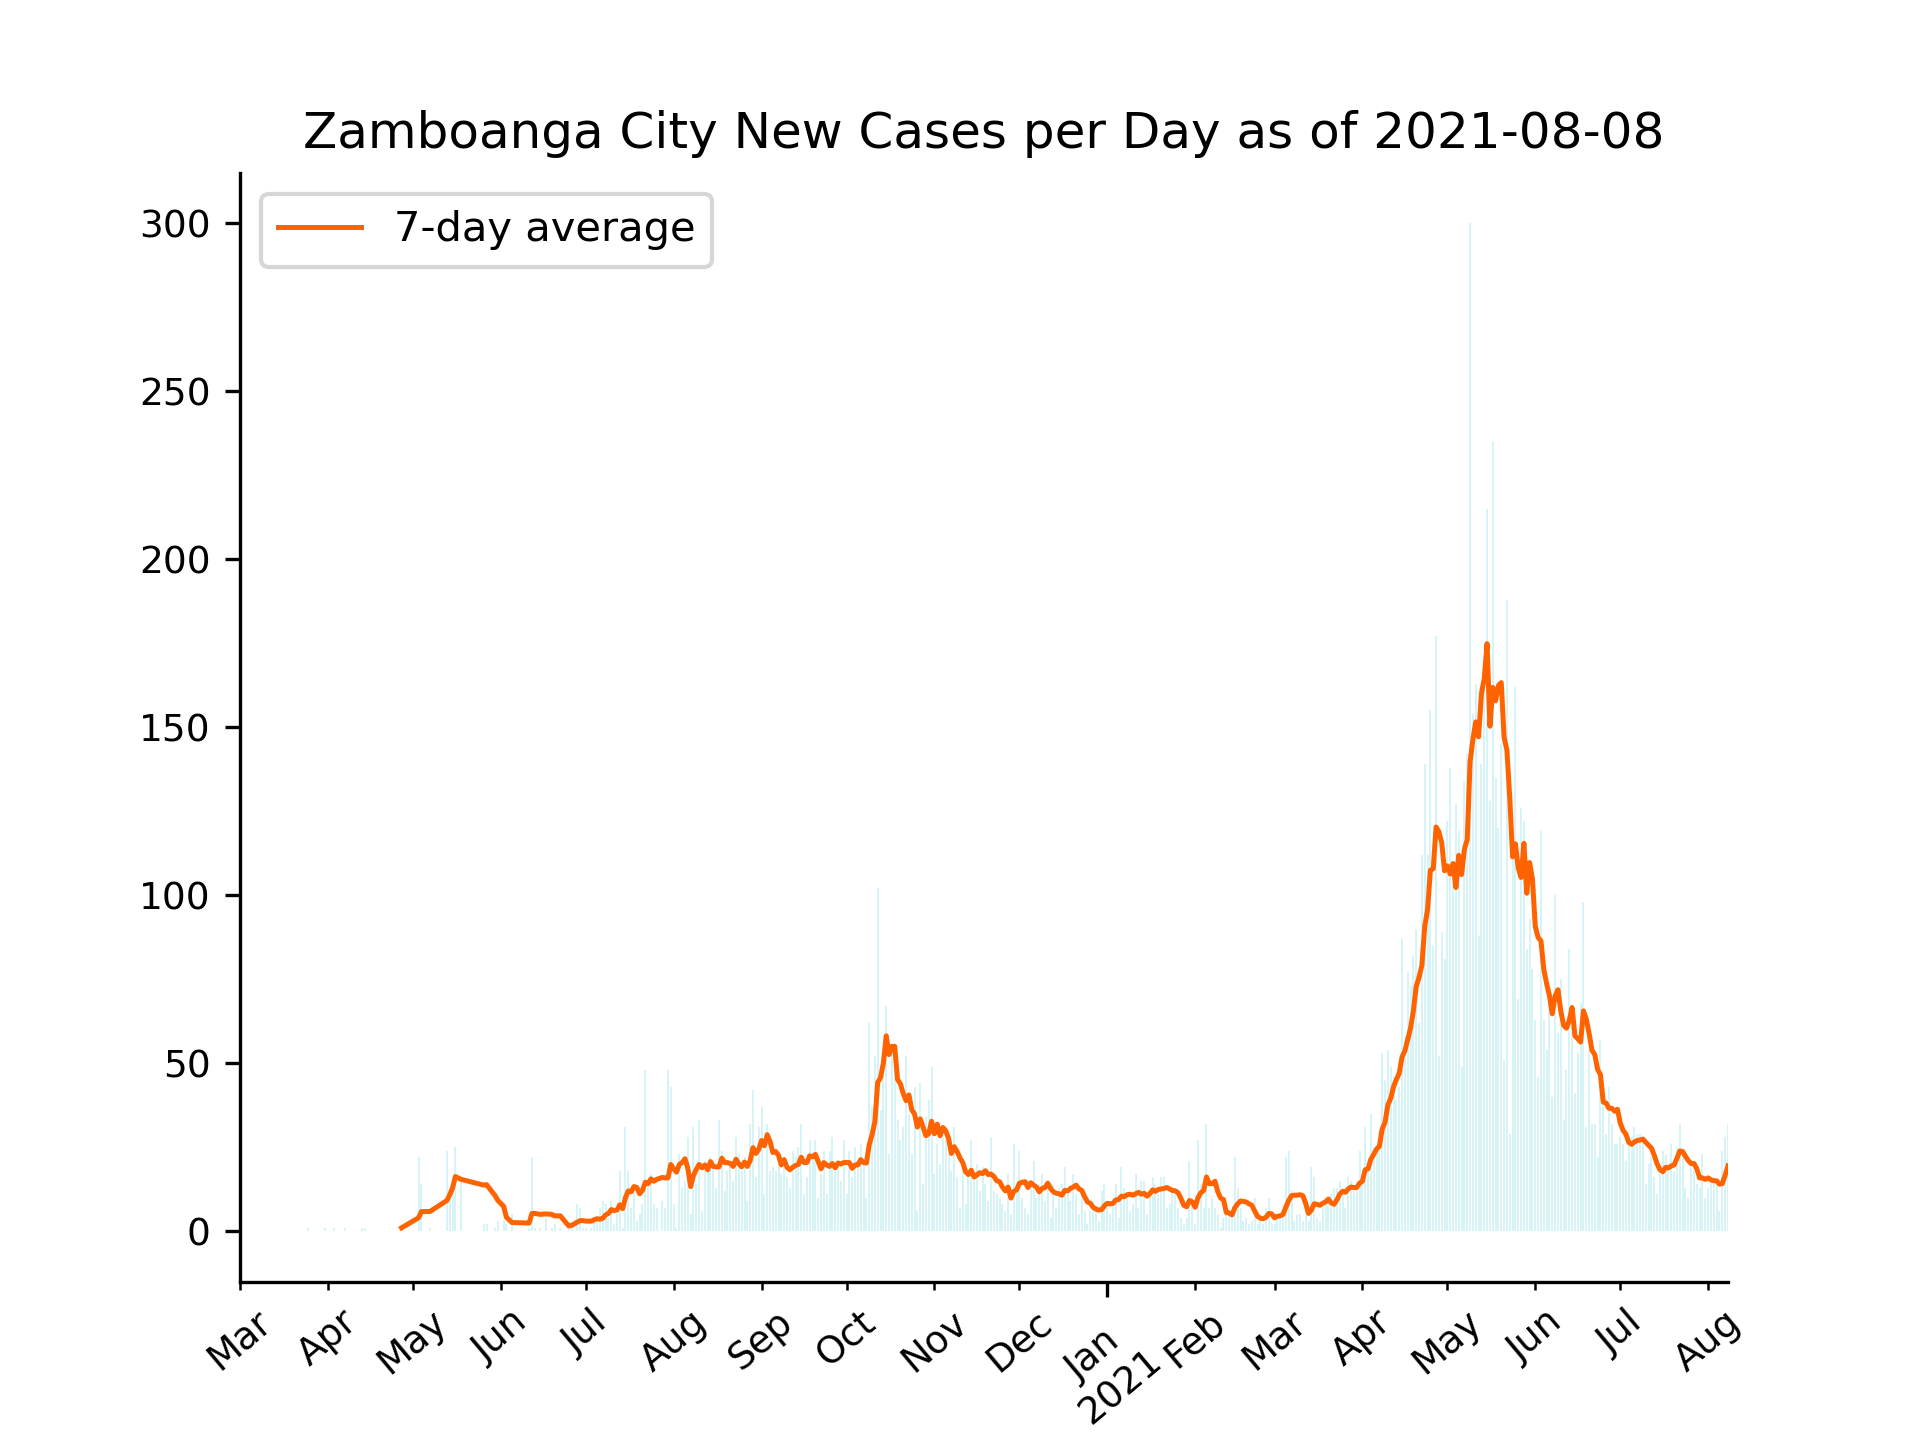 Zamboanga City New Cases per Day as of 2021-08-08
7-day average
300
250
200
150
100
50
0
Mar
Apr
May
Jun
Jul
Aug
Sep
Oct
Nov
Dec
Jan
2021
Feb
Mar
Apr
May
Jun
Jul
Aug